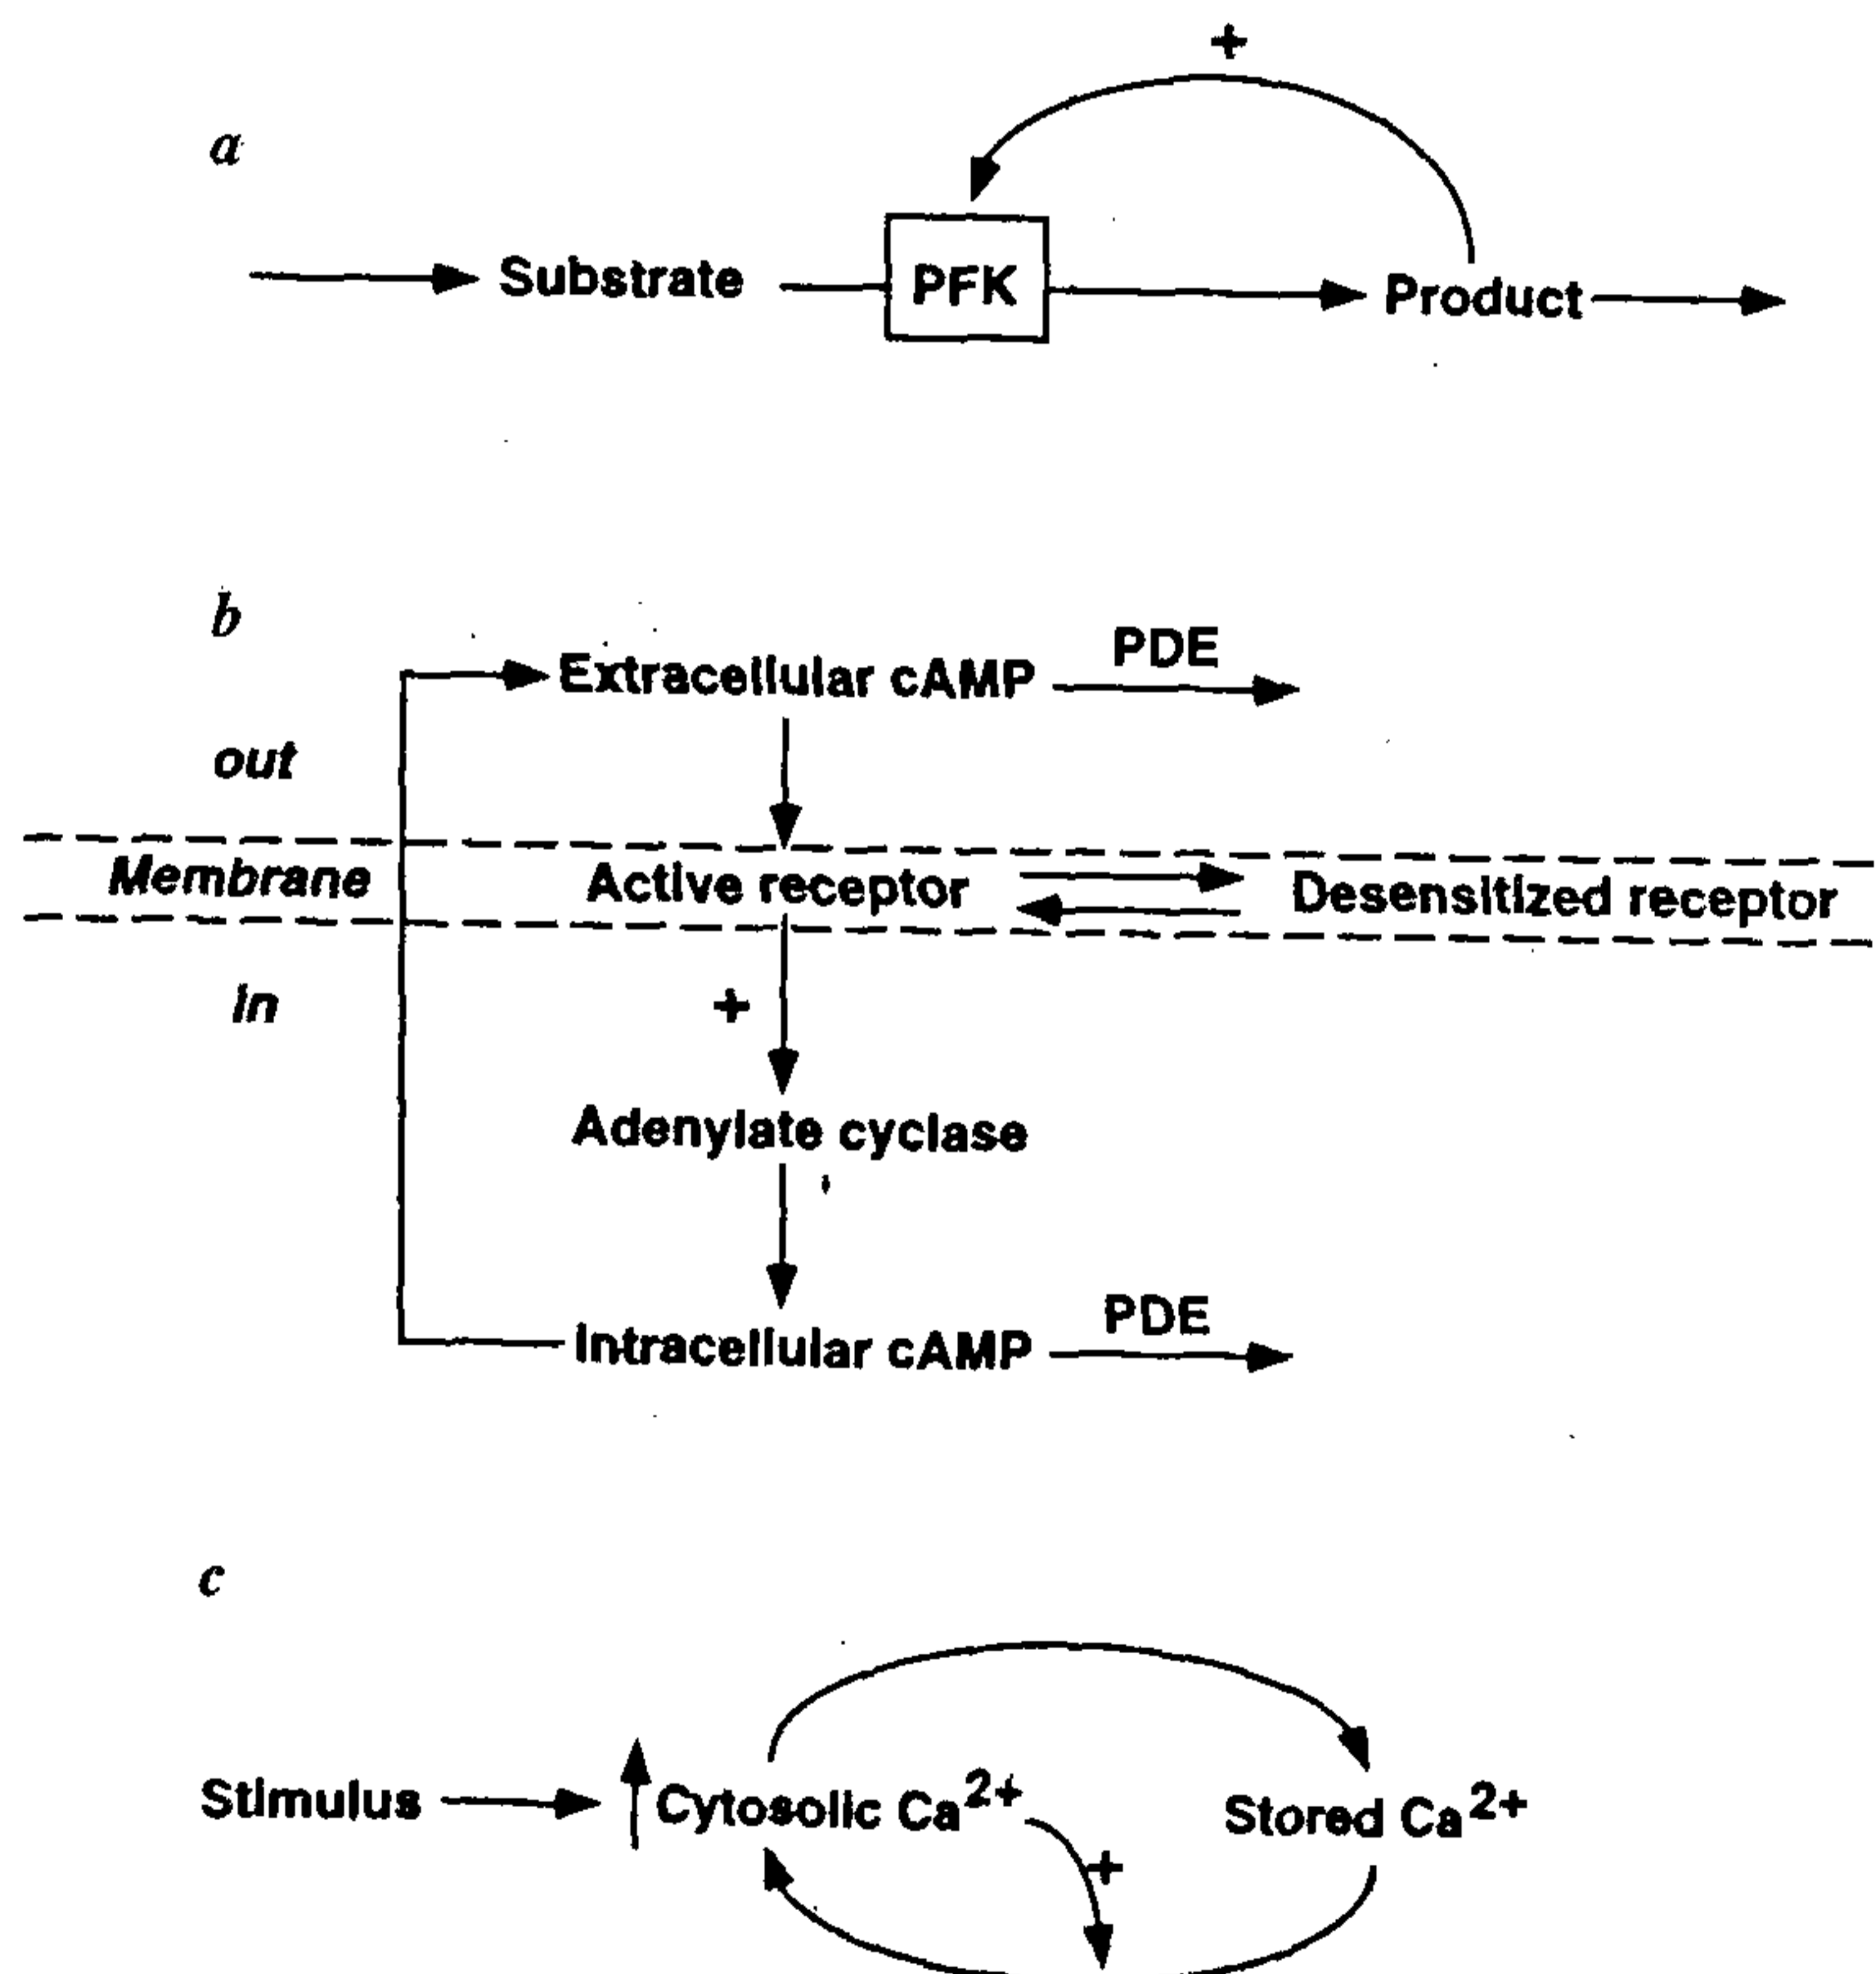 +
a
Substrate PFK Product
b
Extracellular cAMP PDE
out
Membrane Active receptor Desensitized receptor
in
+
Adenylate cyclase
Intracellular cAMP PDE
c
Stimulus Cytosolic Ca2+ Stored Ca2+
+